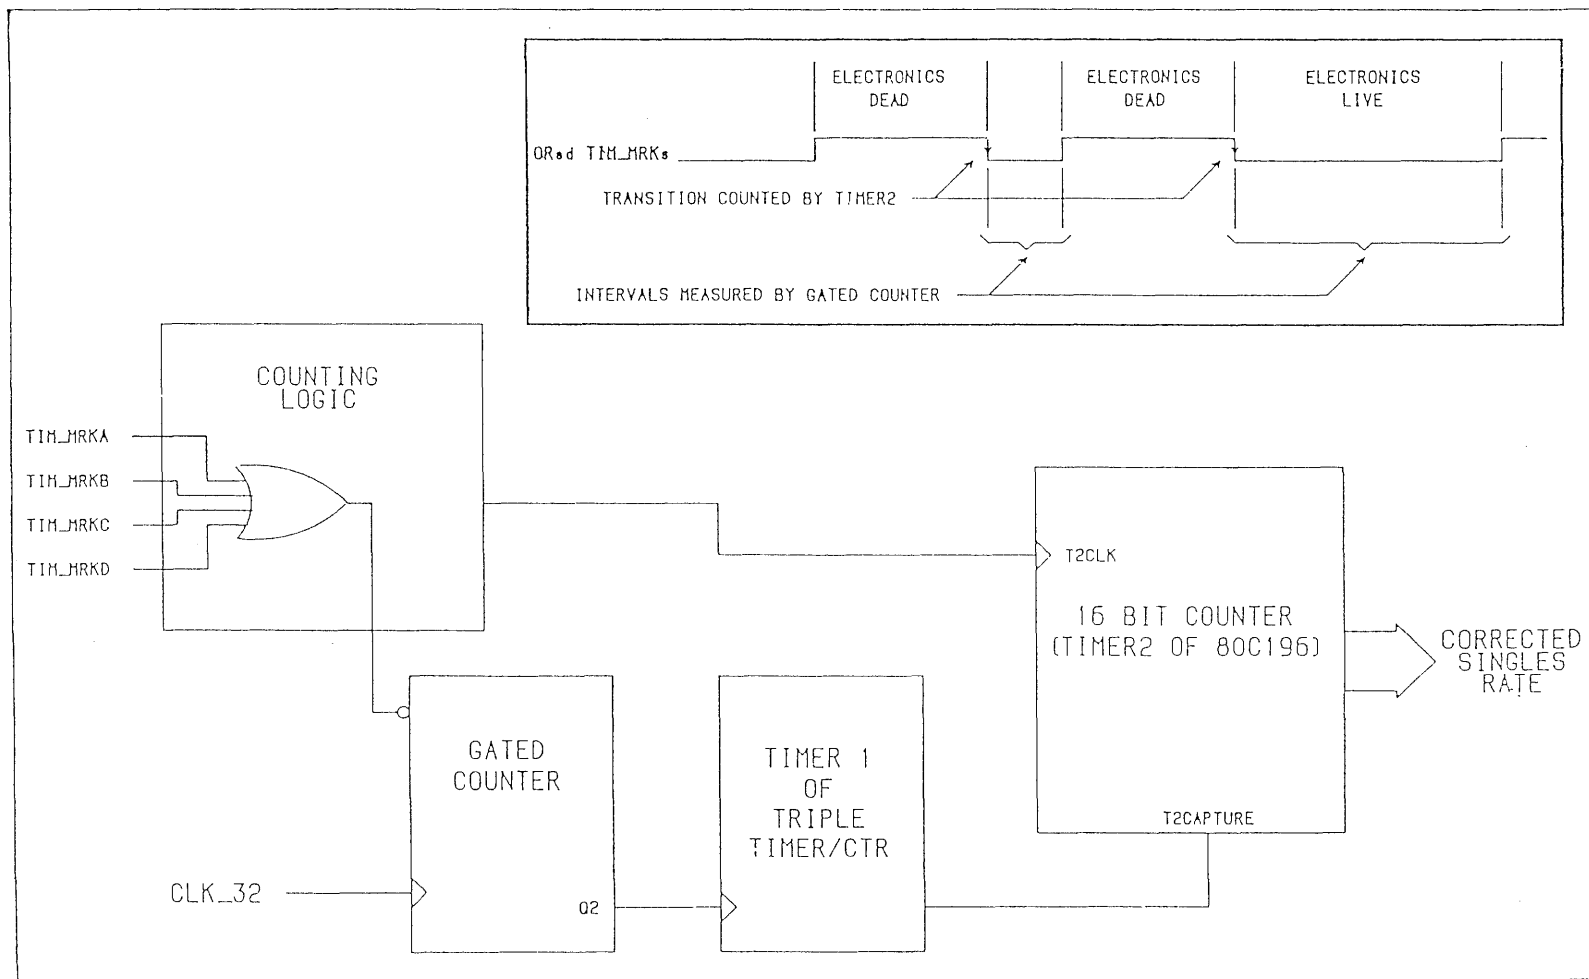 ELECTRONICS
DEAD
ELECTRONICS
DEAD
ELECTRONICS
LIVE
ORed TIM_MRKs
TRANSITION COUNTED BY TIMER2
INTERVALS MEASURED BY GATED COUNTER
COUNTING
LOGIC
TIM_MRKA
TIM_MRKB
TIM_MRKC
TIM_MRKD
T2CLK
16 BIT COUNTER
(TIMER2 OF 80C196)
T2CAPTURE
CORRECTED
SINGLES
RATE
GATED
COUNTER
Q2
TIMER 1
OF
TRIPLE
TIMER/CTR
CLK_32